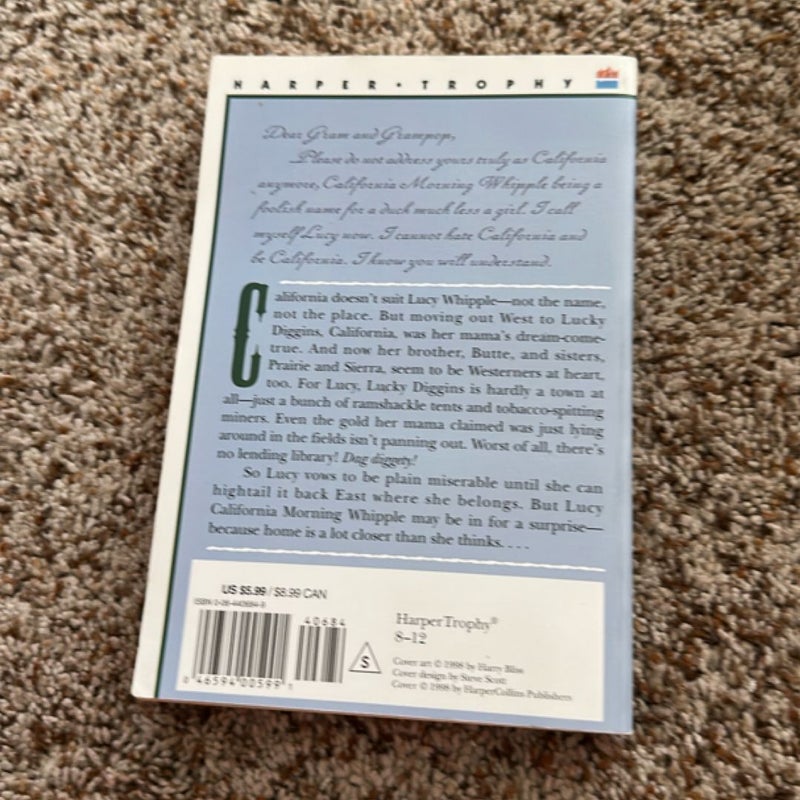 HARPER • TROPHY
Dear Gram and Grampop,
Please do not address yours truly as California
anymore, California Morning Whipple being a
foolish name for a duck much less a girl. I call
myself Lucy now. I cannot hate California and
be California. I know you will understand.
California doesn't suit Lucy Whipple—not the name,
not the place. But moving out West to Lucky
Diggins, California, was her mama's dream-come-
true. And now her brother, Butte, and sisters,
Prairie and Sierra, seem to be Westerners at heart,
too. For Lucy, Lucky Diggins is hardly a town at
all—just a bunch of ramshackle tents and tobacco-spitting
miners. Even the gold her mama claimed was just lying
around in the fields isn't panning out. Worst of all, there's
no lending library! Dag diggety!
So Lucy vows to be plain miserable until she can
hightail it back East where she belongs. But Lucy
California Morning Whipple may be in for a surprise—
because home is a lot closer than she thinks. . . .
US $5.99 / $8.99 CAN
ISBN 0-06-440684-9
40684
0 46594 00599 1
S
HarperTrophy®
8–12
Cover art © 1998 by Harry Bliss
Cover design by Steve Scott
Cover © 1998 by HarperCollins Publishers